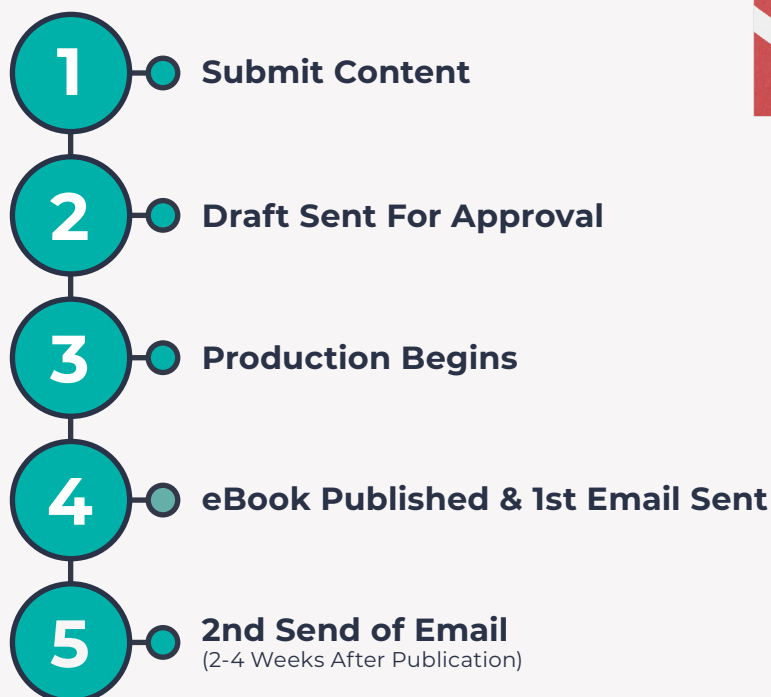 1
Submit Content
2
Draft Sent For Approval
3
Production Begins
4
eBook Published & 1st Email Sent
5
2nd Send of Email
(2-4 Weeks After Publication)